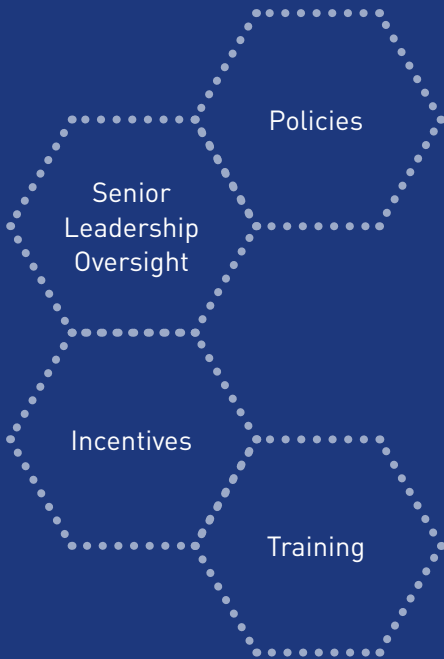 Policies
Senior
Leadership
Oversight
Incentives
Training